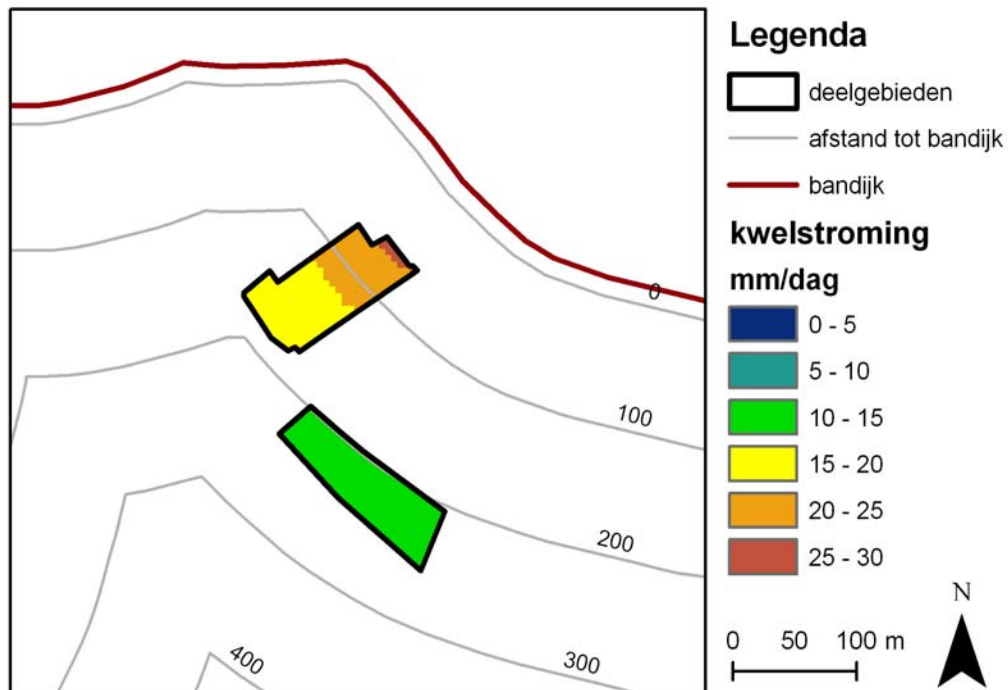 Legenda
deelgebieden
afstand tot bandijk
bandijk
kwelstroming
mm/dag
0 - 5
5 - 10
10 - 15
15 - 20
20 - 25
25 - 30
0 50 100 m
N
0
100
200
300
400